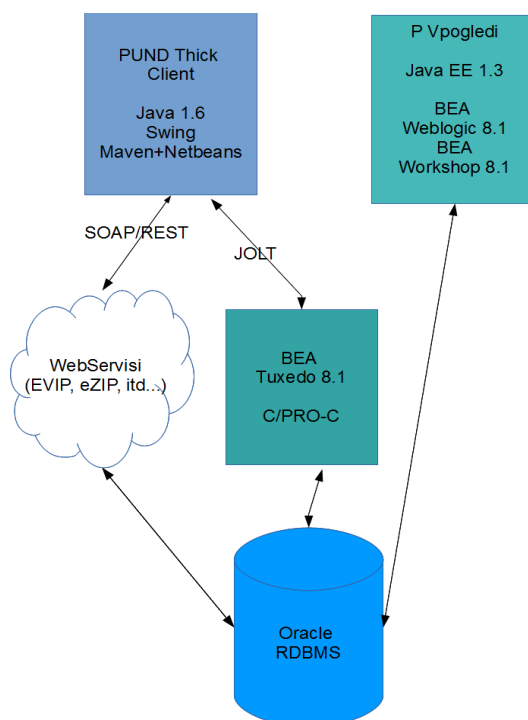 PUND Thick
Client
Java 1.6
Swing
Maven+Netbeans
P Vpogledi
Java EE 1.3
BEA
Weblogic 8.1
BEA
Workshop 8.1
SOAP/REST
JOLT
WebServisi
(EVIP, eZIP, itd...)
BEA
Tuxedo 8.1
C/PRO-C
Oracle
RDBMS